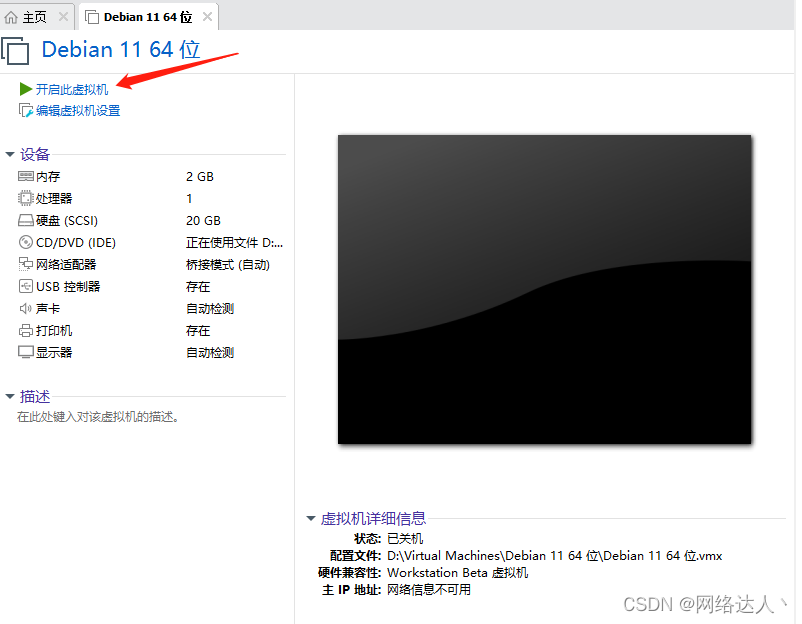 主页
Debian 11 64 位
Debian 11 64 位
开启此虚拟机
编辑虚拟机设置
设备
内存 2 GB
处理器 1
硬盘 (SCSI) 20 GB
CD/DVD (IDE) 正在使用文件 D:...
网络适配器 桥接模式 (自动)
USB 控制器 存在
声卡 自动检测
打印机 存在
显示器 自动检测
描述
在此处键入对该虚拟机的描述。
虚拟机详细信息
状态: 已关机
配置文件: D:\Virtual Machines\Debian 11 64 位\Debian 11 64 位.vmx
硬件兼容性: Workstation Beta 虚拟机
主 IP 地址: 网络信息不可用
CSDN @网络达人丶